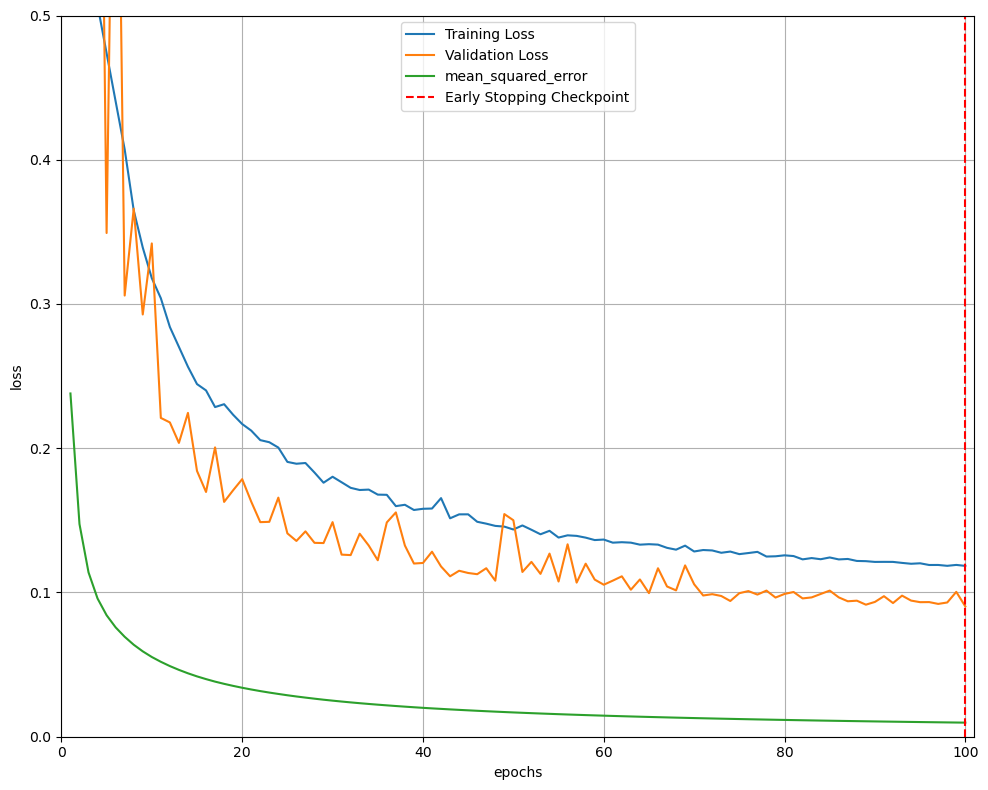 0.5
0.4
0.3
0.2
0.1
0.0
loss
Training Loss
Validation Loss
mean_squared_error
Early Stopping Checkpoint
0 20 40 60 80 100
epochs